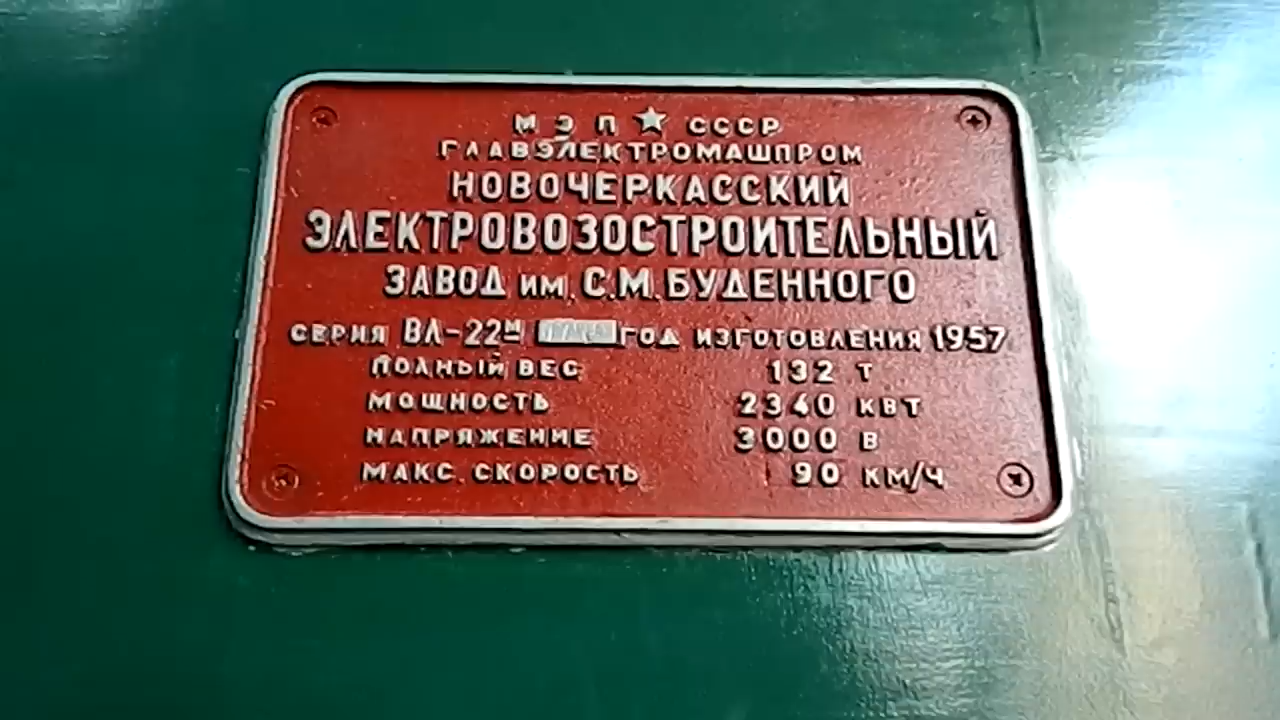 МЭП СССР
ГЛАВЭЛЕКТРОМАШПРОМ
НОВОЧЕРКАССКИЙ
ЭЛЕКТРОВОЗОСТРОИТЕЛЬНЫЙ
ЗАВОД ИМ. С.М. БУДЕННОГО
СЕРИЯ ВЛ-22М ГОД ИЗГОТОВЛЕНИЯ 1957
ПОЛНЫЙ ВЕС 132 Т
МОЩНОСТЬ 2340 КВТ
НАПРЯЖЕНИЕ 3000 В
МАКС. СКОРОСТЬ 90 КМ/Ч